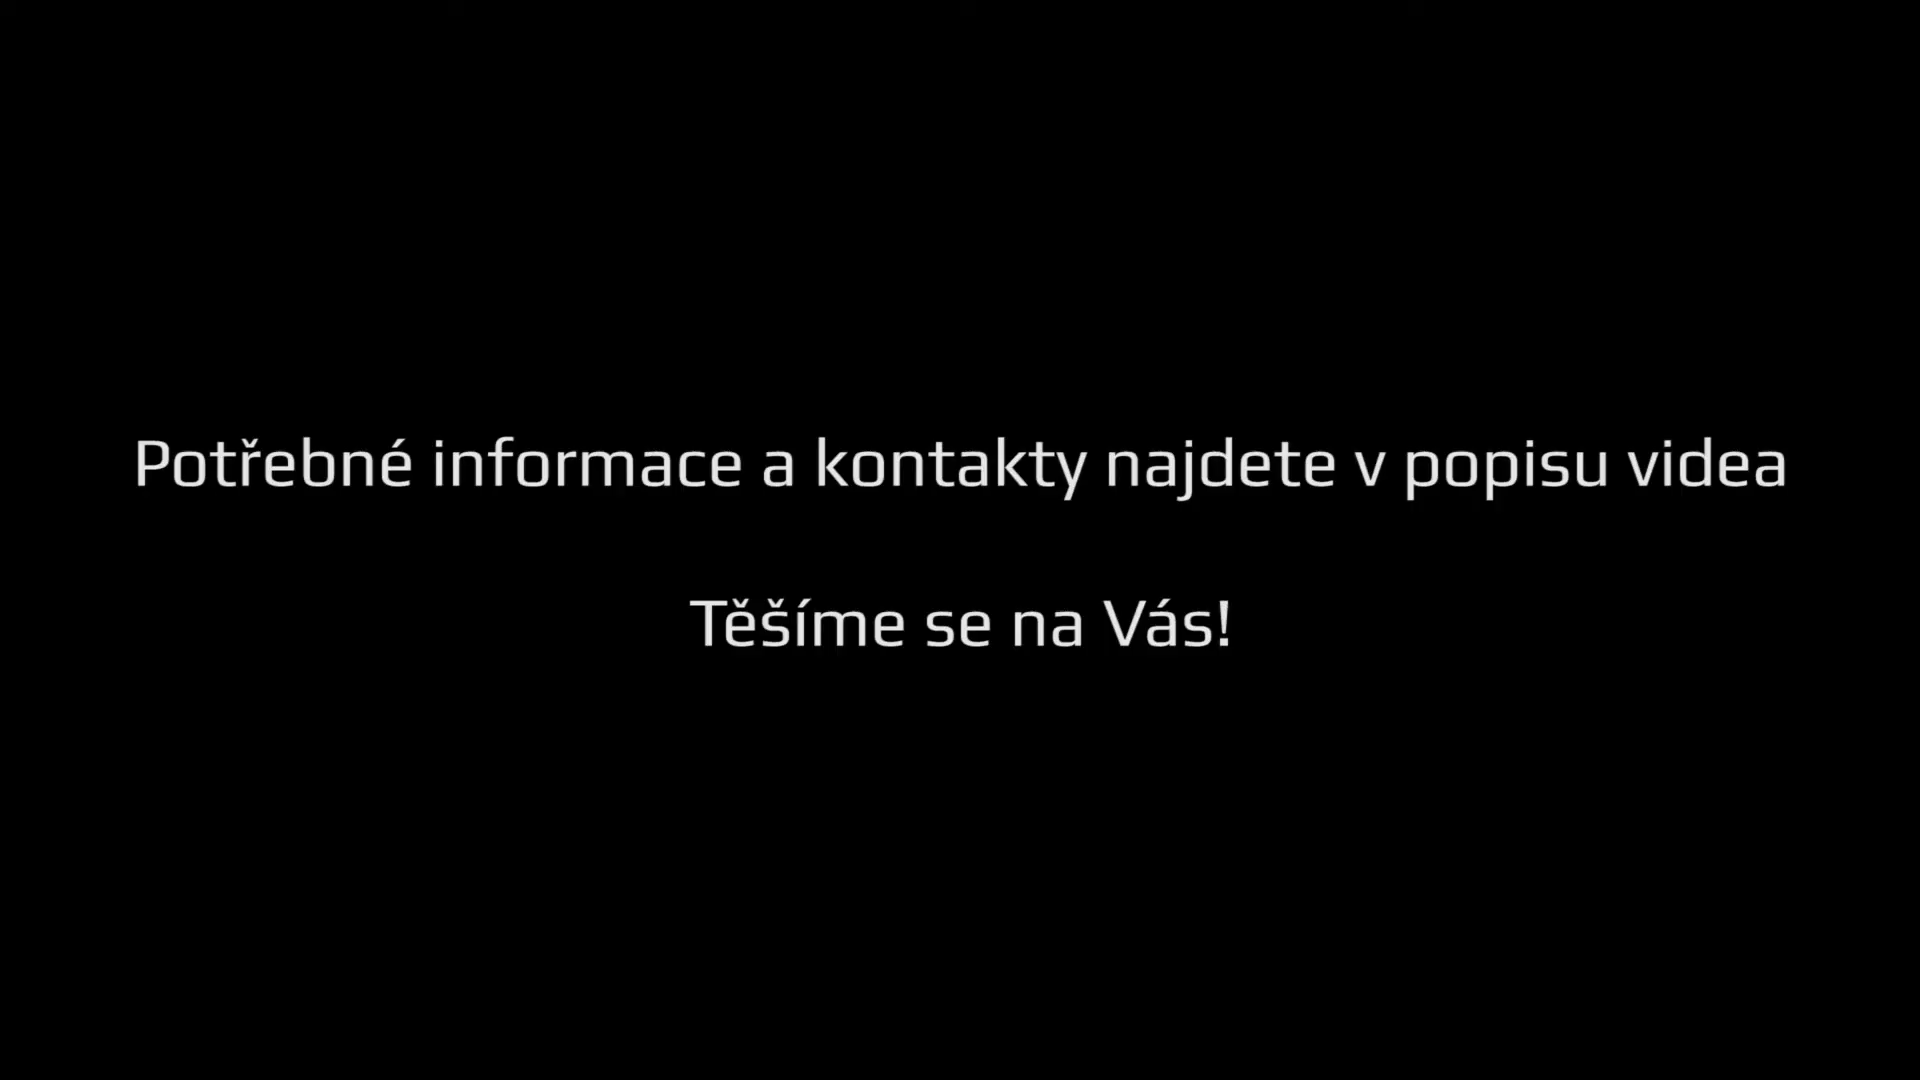 Potřebné informace a kontakty najdete v popisu videa
Těšíme se na Vás!